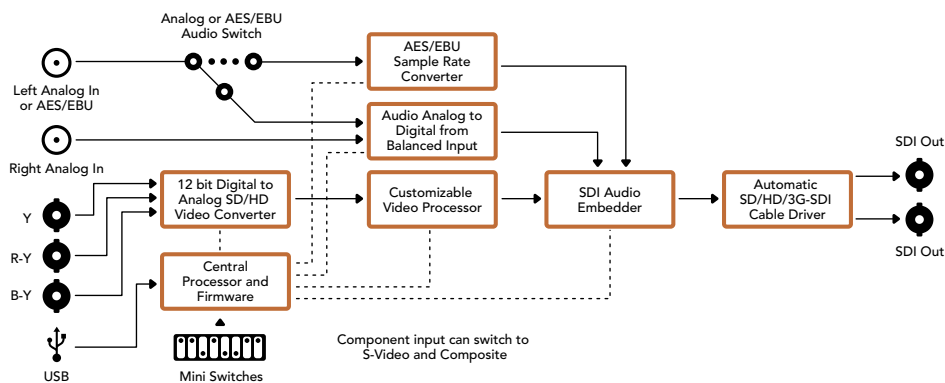 Analog or AES/EBU
Audio Switch
AES/EBU
Sample Rate
Converter
Left Analog In
or AES/EBU
Audio Analog to
Digital from
Balanced Input
Right Analog In
SDI Out
12 bit Digital to
Analog SD/HD
Video Converter
Customizable
Video Processor
SDI Audio
Embedder
Automatic
SD/HD/3G-SDI
Cable Driver
Y
R-Y
B-Y
SDI Out
Central
Processor and
Firmware
Component input can switch to
S-Video and Composite
USB
Mini Switches